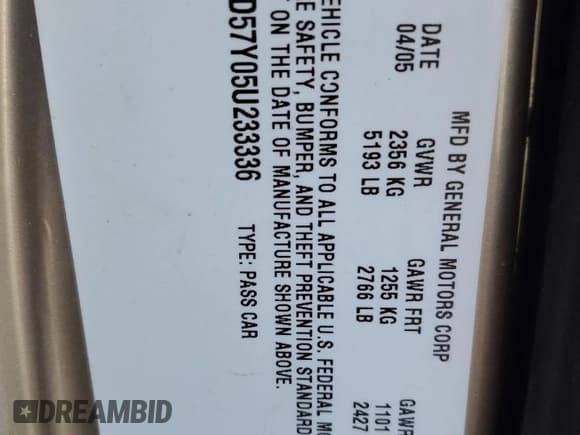 MFD BY GENERAL MOTORS CORP
DATE GVWR GAWR FRT GAWR
04/05 2356 KG 1255 KG 1101
5193 LB 2766 LB 2427
VEHICLE CONFORMS TO ALL APPLICABLE U.S. FEDERAL MO
E SAFETY, BUMPER, AND THEFT PREVENTION STANDARD
ON THE DATE OF MANUFACTURE SHOWN ABOVE.
D57Y05U233336 TYPE: PASS CAR
DREAMBID